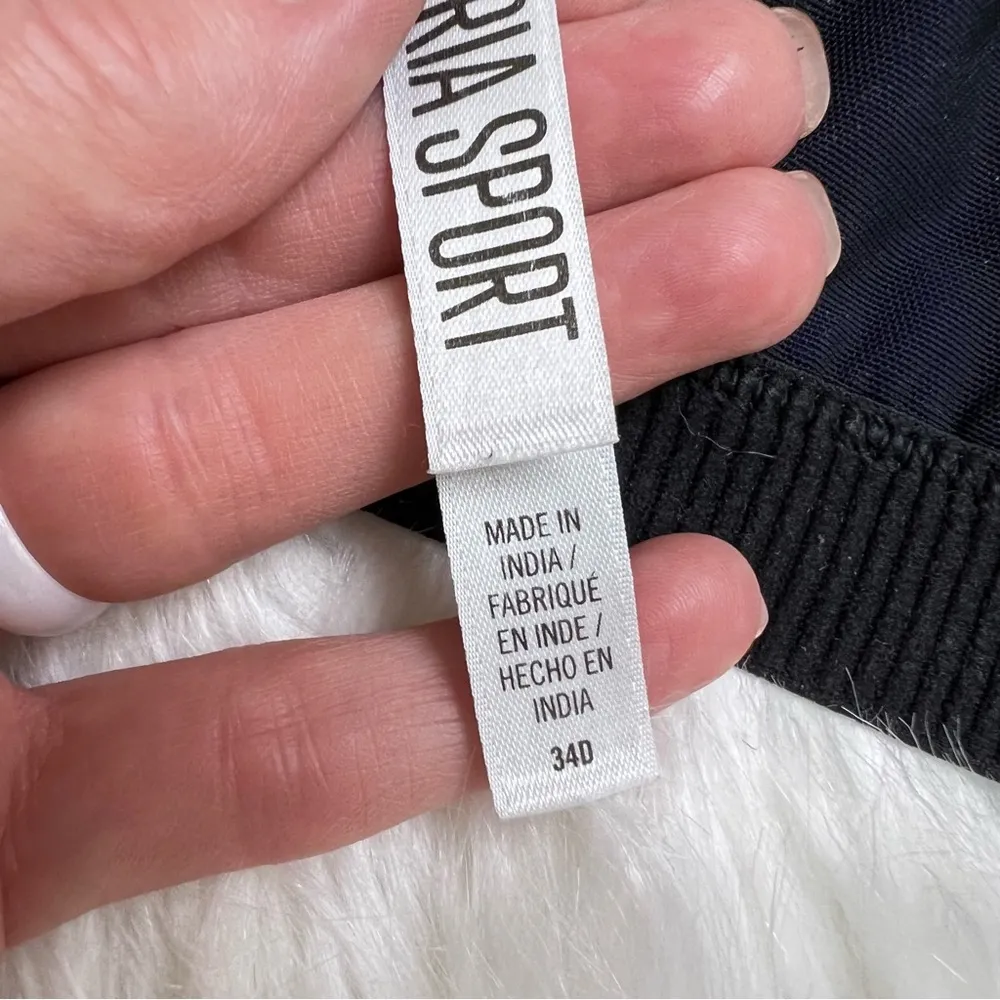 RIA SPORT
MADE IN
INDIA /
FABRIQUÉ
EN INDE /
HECHO EN
INDIA
34D